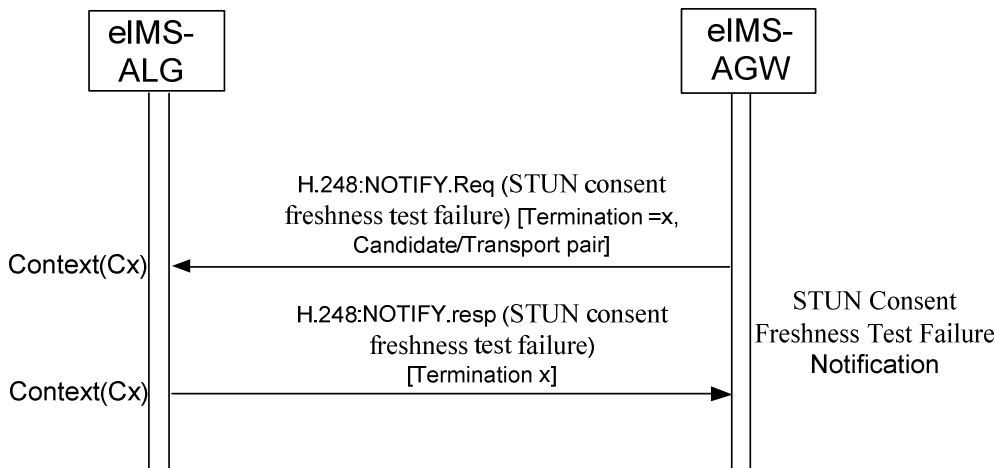 eIMS-
ALG
eIMS-
AGW
H.248:NOTIFY.Req (STUN consent
freshness test failure) [Termination =x,
Candidate/Transport pair]
Context(Cx)
H.248:NOTIFY.resp (STUN consent
freshness test failure)
[Termination x]
Context(Cx)
STUN Consent
Freshness Test Failure
Notification